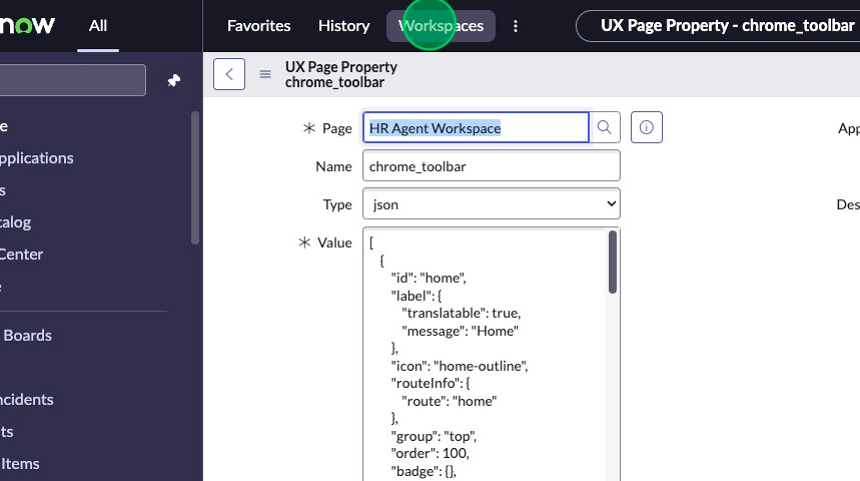 now
All
Favorites
History
Workspaces
UX Page Property - chrome_toolbar
UX Page Property
chrome_toolbar
e
pplications
s
talog
Center
e
Boards
ncidents
ts
Items
* Page
HR Agent Workspace
App
Name
chrome_toolbar
Type
json
Des
* Value
[
{
"id": "home",
"label": {
"translatable": true,
"message": "Home"
},
"icon": "home-outline",
"routeInfo": {
"route": "home"
},
"group": "top",
"order": 100,
"badge": {},